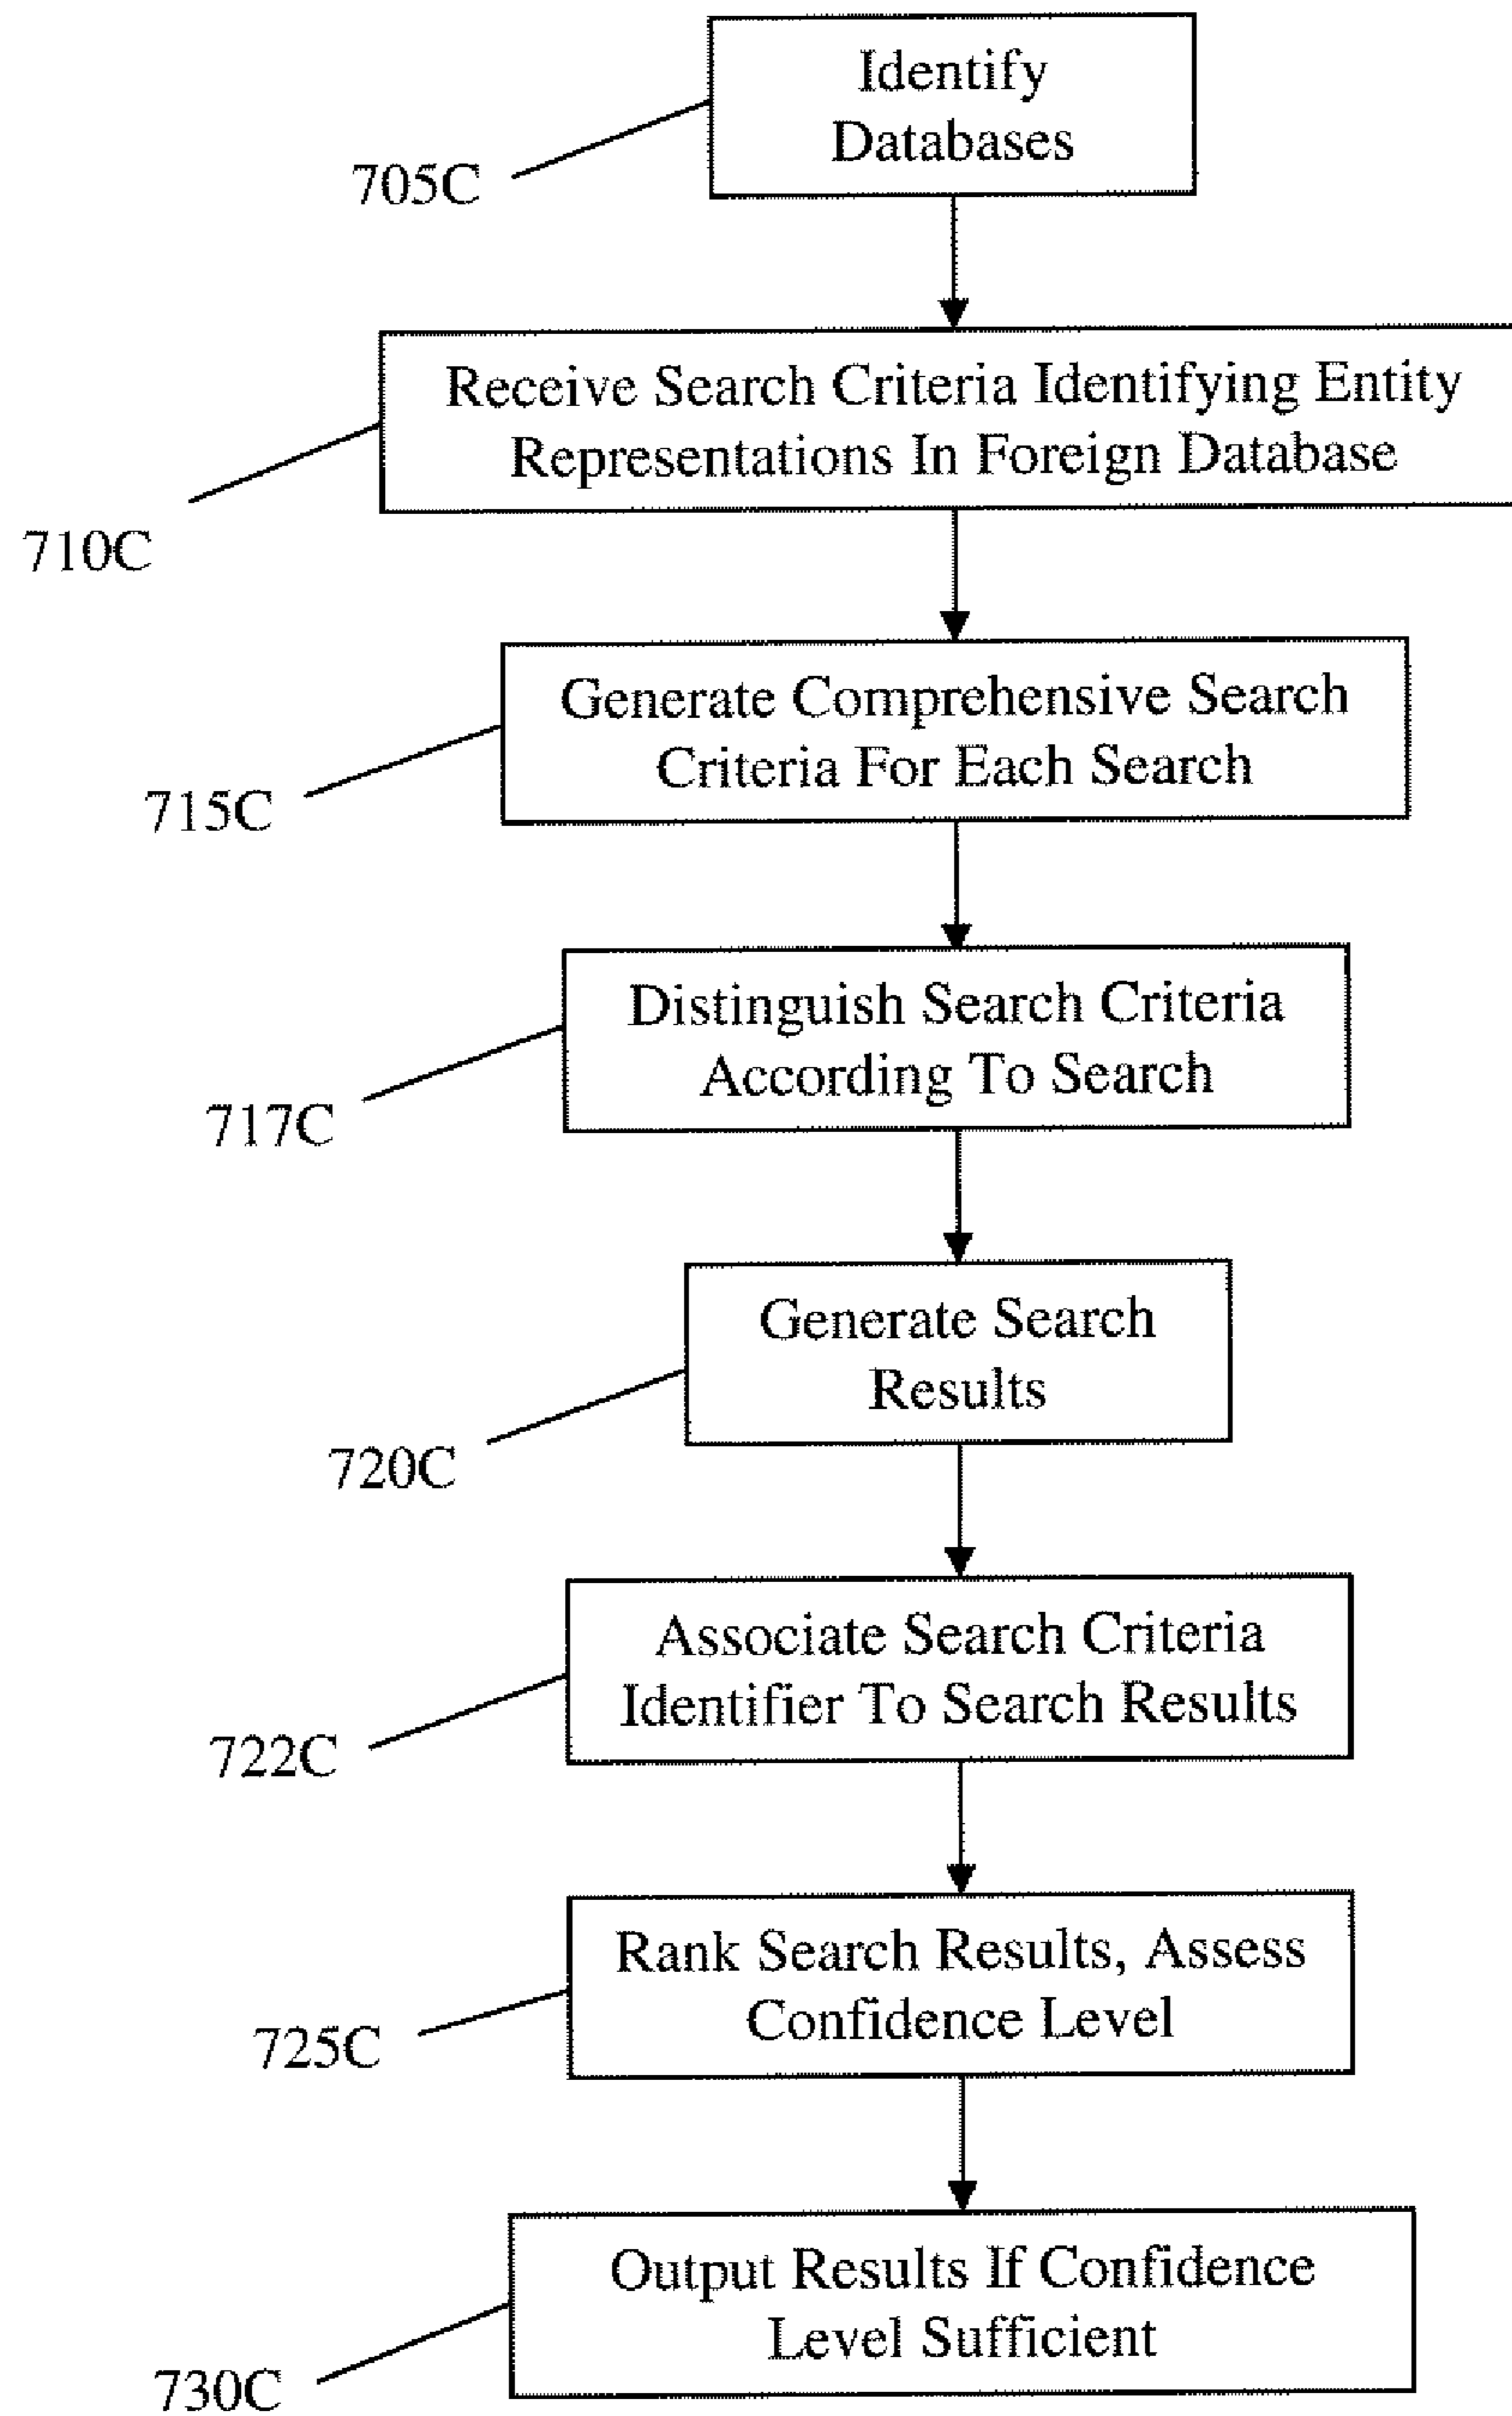 Identify
Databases
705C
Receive Search Criteria Identifying Entity
Representations In Foreign Database
710C
Generate Comprehensive Search
Criteria For Each Search
715C
Distinguish Search Criteria
According To Search
717C
Generate Search
Results
720C
Associate Search Criteria
Identifier To Search Results
722C
Rank Search Results, Assess
Confidence Level
725C
Output Results If Confidence
Level Sufficient
730C